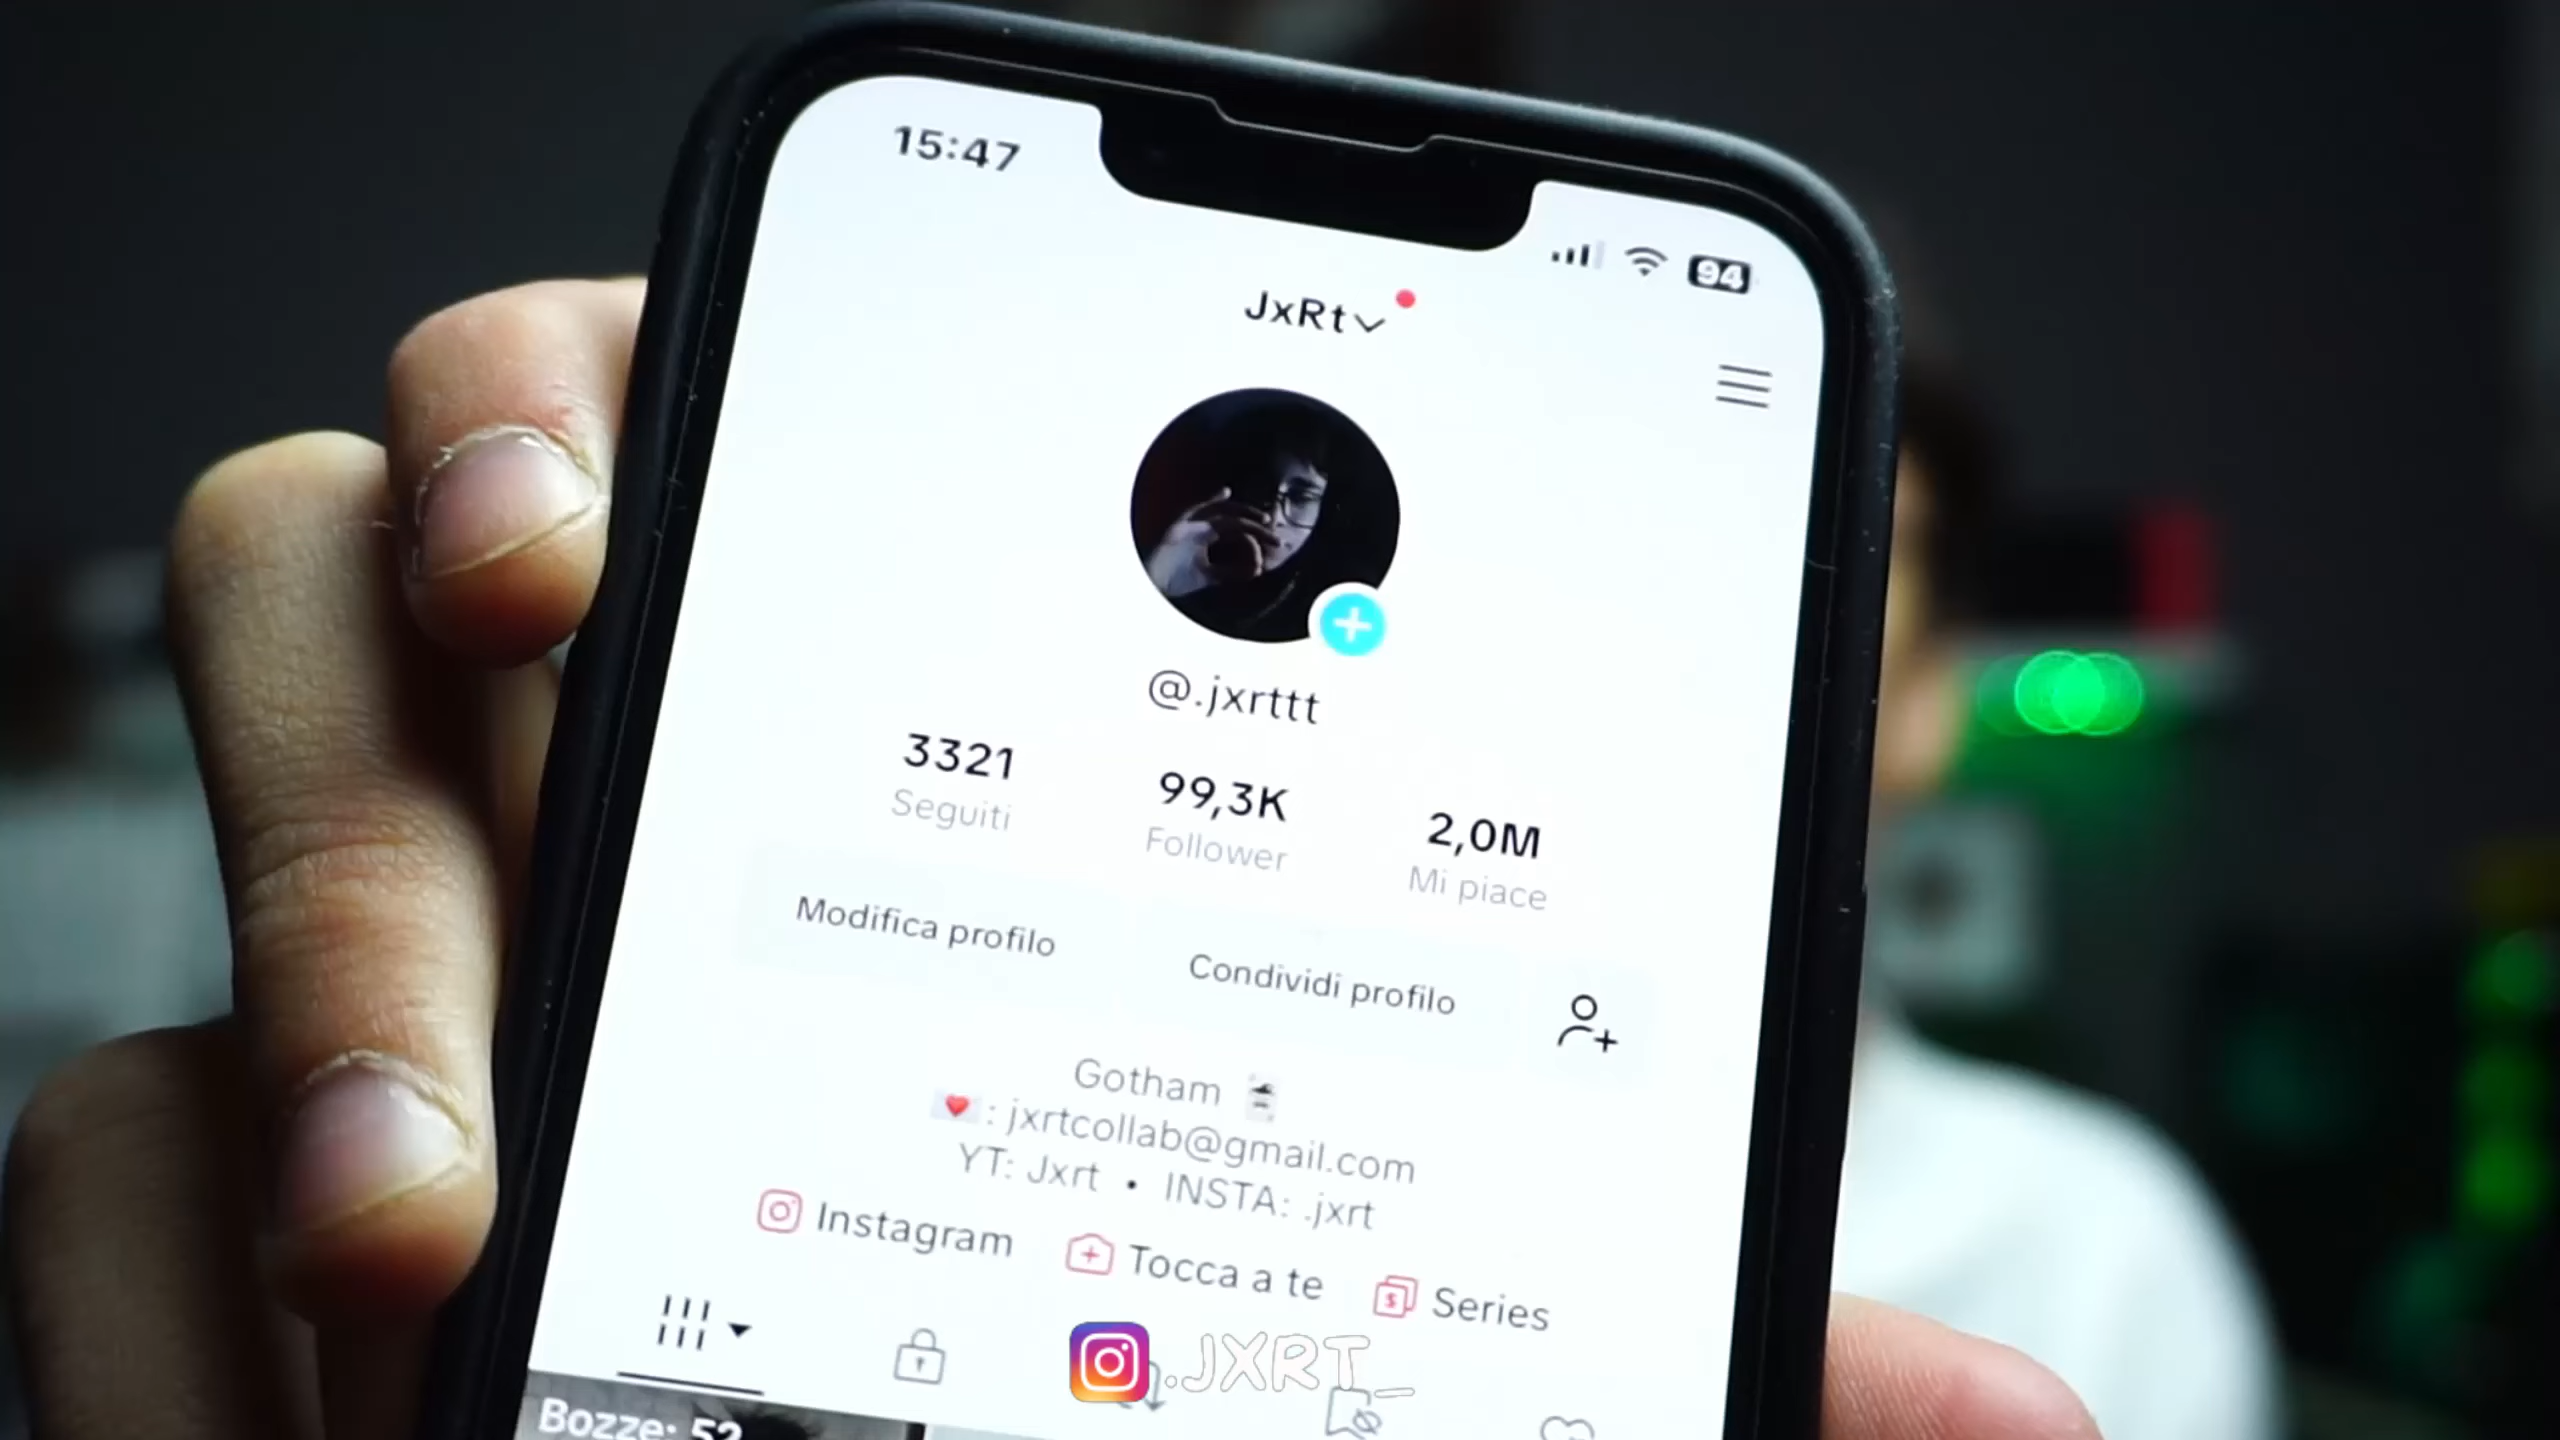 15:47
94
JxRt
@.jxrttt
3321
99,3K
2,0M
Seguiti
Follower
Mi piace
Modifica profilo
Condividi profilo
Gotham
: jxrtcollab@gmail.com
YT: Jxrt • INSTA: .jxrt
Instagram
Tocca a te
Series
.JXRT_
Bozze: 52